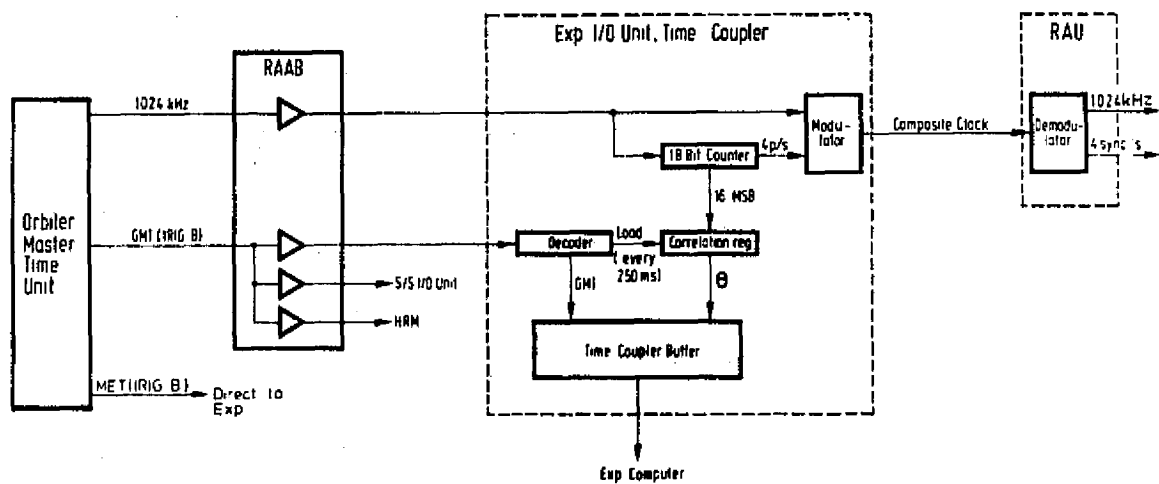 Exp I/O Unit, Time Coupler
RAU
RAAB
1024 kHz
Modu-
lator
Composite Clock
Demodu-
lator
1024kHz
4 sync/s
18 Bit Counter
4p/s
16 MSB
Orbiter
Master
Time
Unit
GMT (IRIG B)
Decoder
Load
(every
250 ms)
Correlation reg
GMT
θ
S/S I/O Unit
HRM
Time Coupler Buffer
MET(IRIG B)
Direct to
Exp
Exp Computer